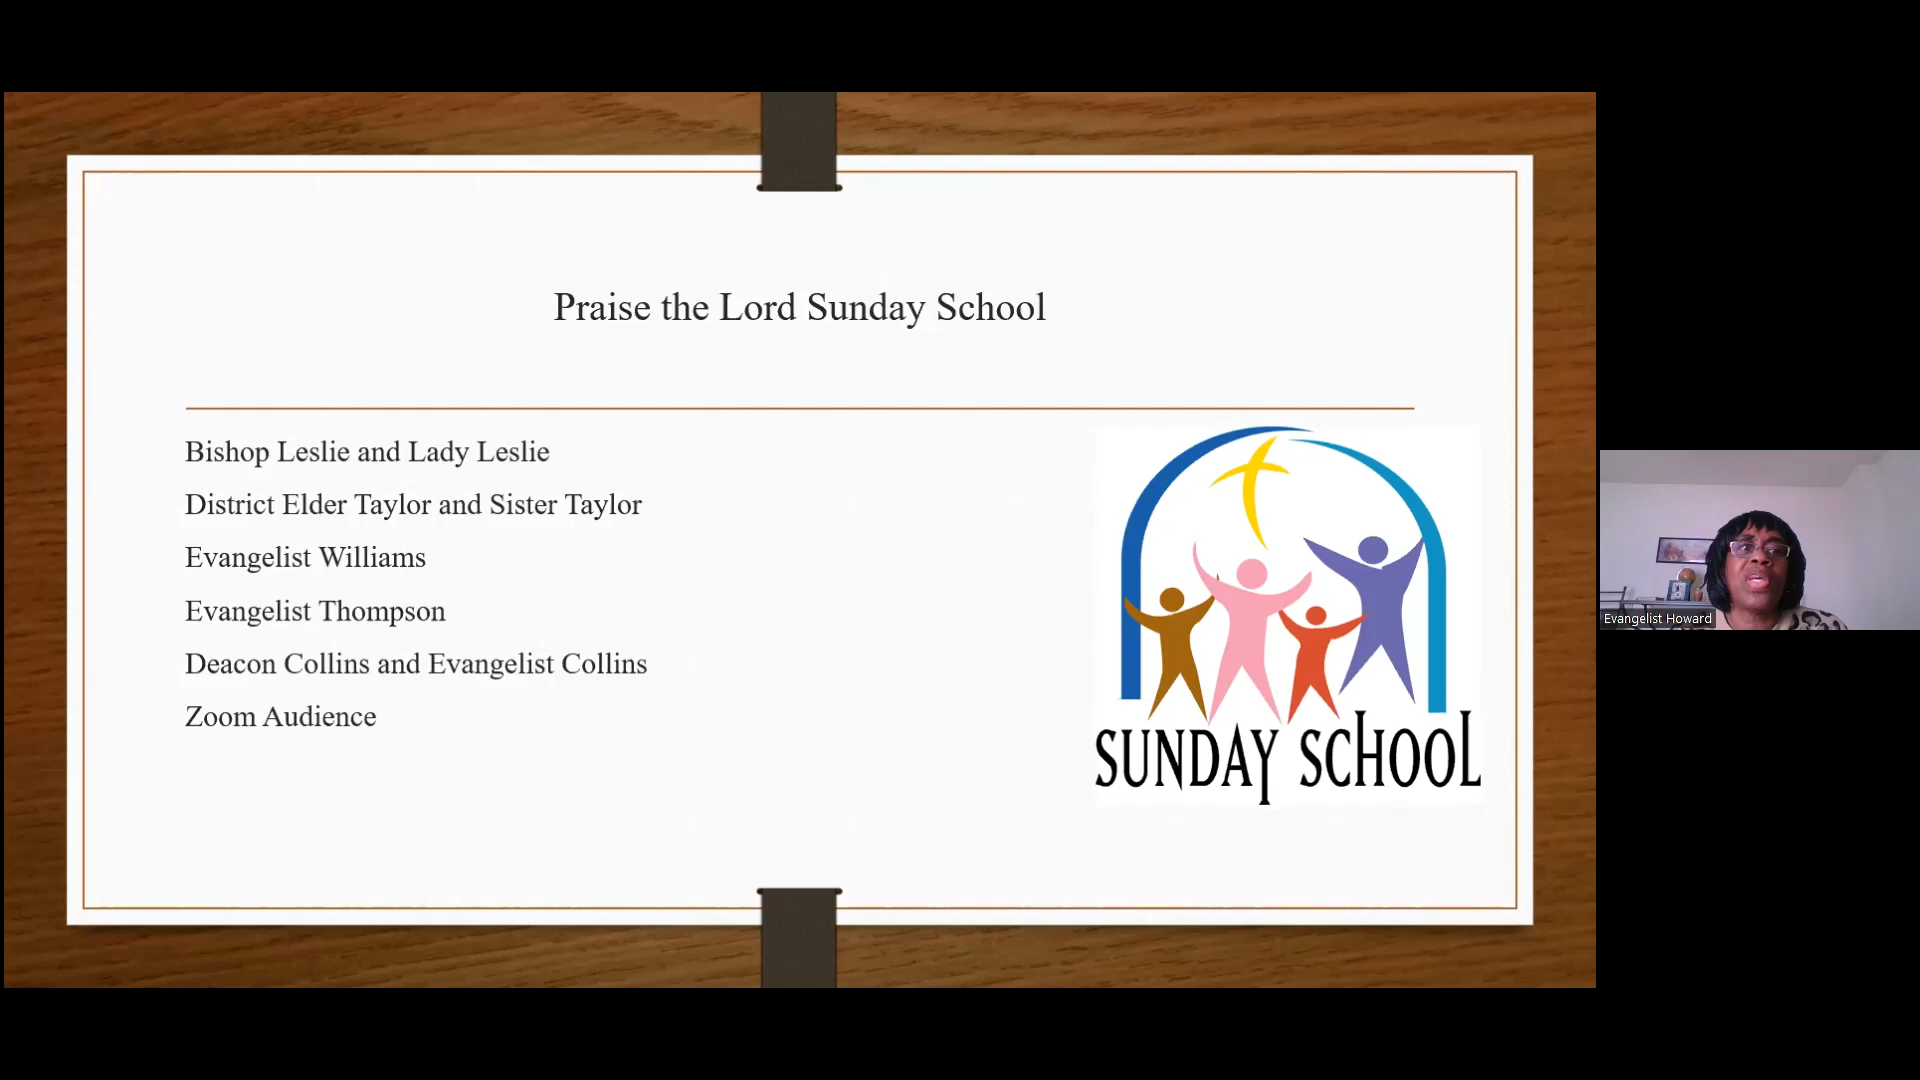 Praise the Lord Sunday School
Bishop Leslie and Lady Leslie
District Elder Taylor and Sister Taylor
Evangelist Williams
Evangelist Thompson
Deacon Collins and Evangelist Collins
Zoom Audience
SUNDAY SCHOOL
Evangelist Howard